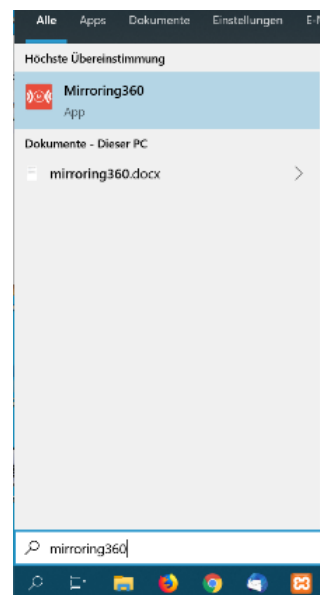 Alle Apps Dokumente Einstellungen E-M
Höchste Übereinstimmung
Mirroring360
App
Dokumente - Dieser PC
mirroring360.docx
mirroring360